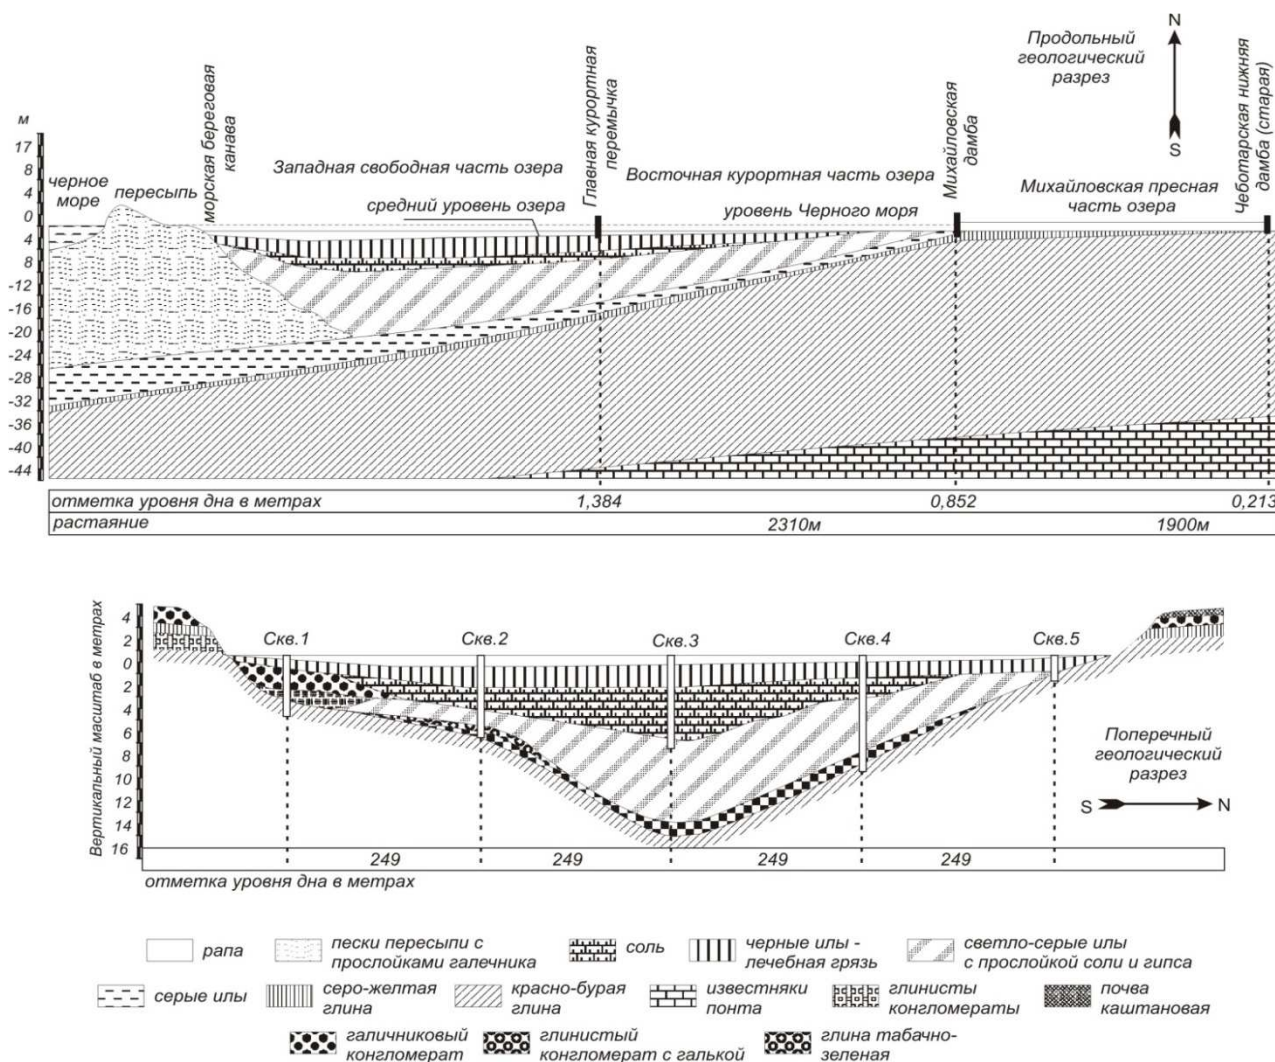 Продольный
геологический
разрез
N
S
м
17
8
4
0
4
8
-12
-16
-20
-24
-28
-32
-36
-40
-44
черное
море
пересыпь
морская береговая
канава
Западная свободная часть озера
средний уровень озера
Главная курортная
перемычка
Восточная курортная часть озера
уровень Черного моря
Михайловская
дамба
Михайловская пресная
часть озера
Чеботарская нижняя
дамба (старая)
отметка уровня дна в метрах 1,384 0,852 0,213
растаяние 2310м 1900м
Вертикальный масштаб в метрах
4
2
0
2
4
6
8
10
12
14
16
Скв.1 Скв.2 Скв.3 Скв.4 Скв.5
Поперечный
геологический
разрез
S N
249 249 249 249
отметка уровня дна в метрах
рапа
пески пересыпи с
прослойками галечника
соль
черные илы -
лечебная грязь
светло-серые илы
с прослойкой соли и гипса
серые илы
серо-желтая
глина
красно-бурая
глина
известняки
понта
глинисты
конгломераты
почва
каштановая
галичниковый
конгломерат
глинистый
конгломерат с галькой
глина табачно-
зеленая